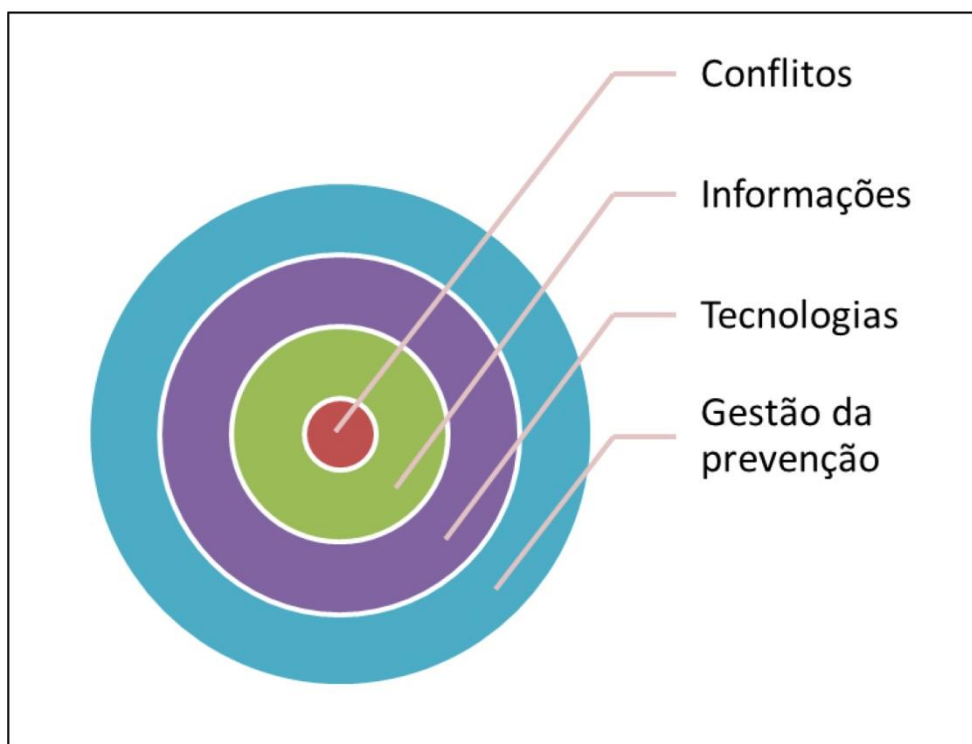 Conflitos
Informações
Tecnologias
Gestão da
prevenção